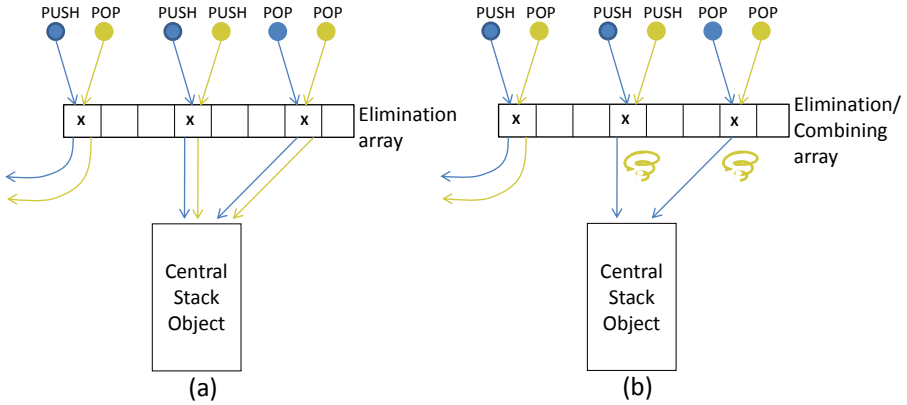 PUSH POP PUSH PUSH POP POP
x x x
Elimination
array
Central
Stack
Object
(a)
PUSH POP PUSH PUSH POP POP
x x x
Elimination/
Combining
array
Central
Stack
Object
(b)